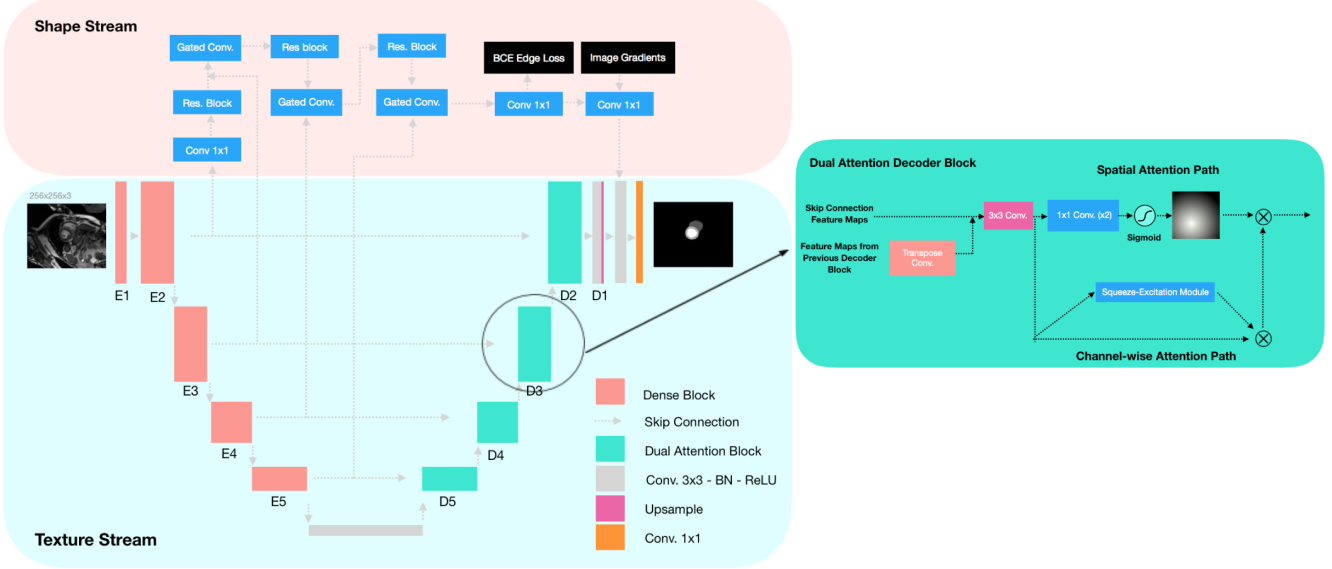 Shape Stream
Gated Conv.
Res block
Res. Block
BCE Edge Loss
Image Gradients
Res. Block
Gated Conv.
Gated Conv.
Conv 1x1
Conv 1x1
Conv 1x1
256x256x3
E1
E2
D2
D1
E3
D3
E4
D4
E5
D5
Dense Block
Skip Connection
Dual Attention Block
Conv. 3x3 - BN - ReLU
Upsample
Conv. 1x1
Texture Stream
Dual Attention Decoder Block
Spatial Attention Path
Skip Connection
Feature Maps
3x3 Conv.
1x1 Conv. (x2)
Sigmoid
Feature Maps from
Previous Decoder
Block
Transpose
Conv.
Squeeze-Excitation Module
Channel-wise Attention Path